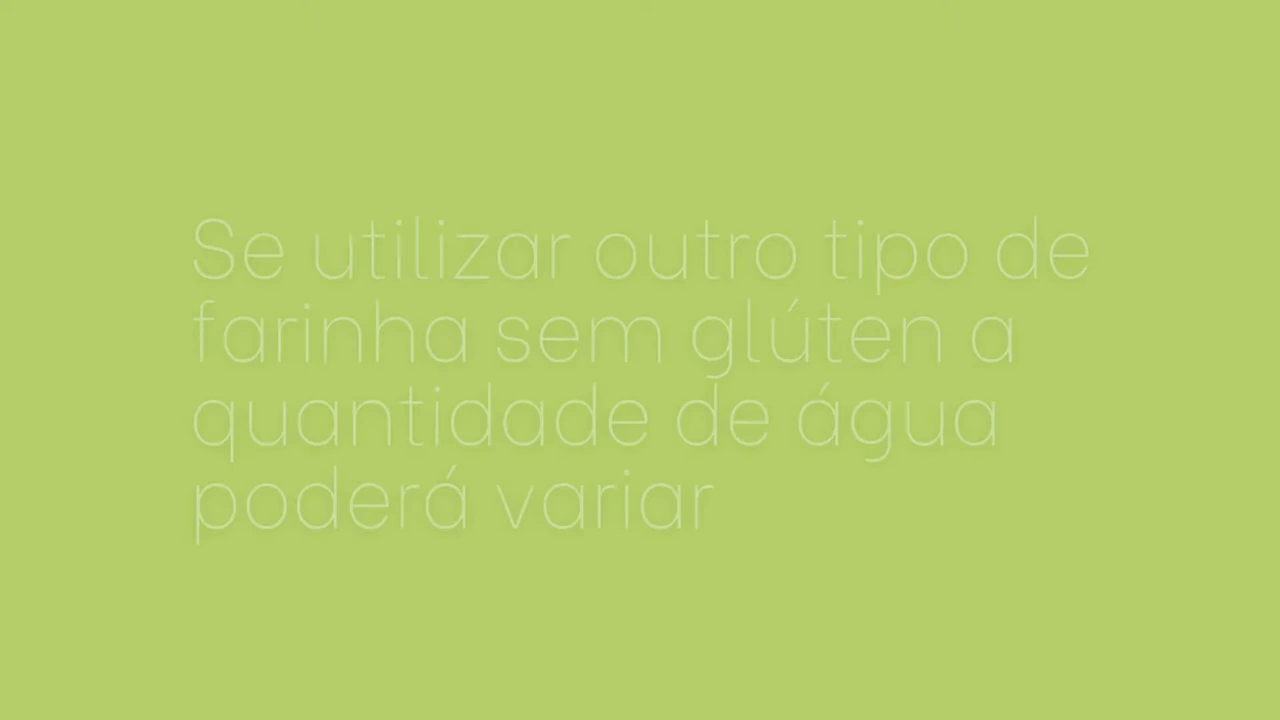 Se utilizar outro tipo de
farinha sem glúten a
quantidade de água
poderá variar